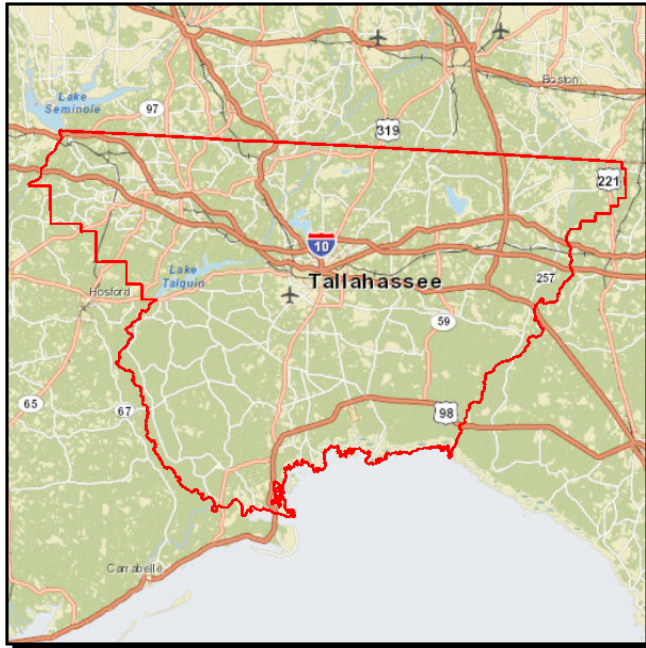 Boston
Lake
Seminole
97
319
221
10
Lake
Talquin
Tallahassee
257
Hosford
59
65
67
98
Carrabelle